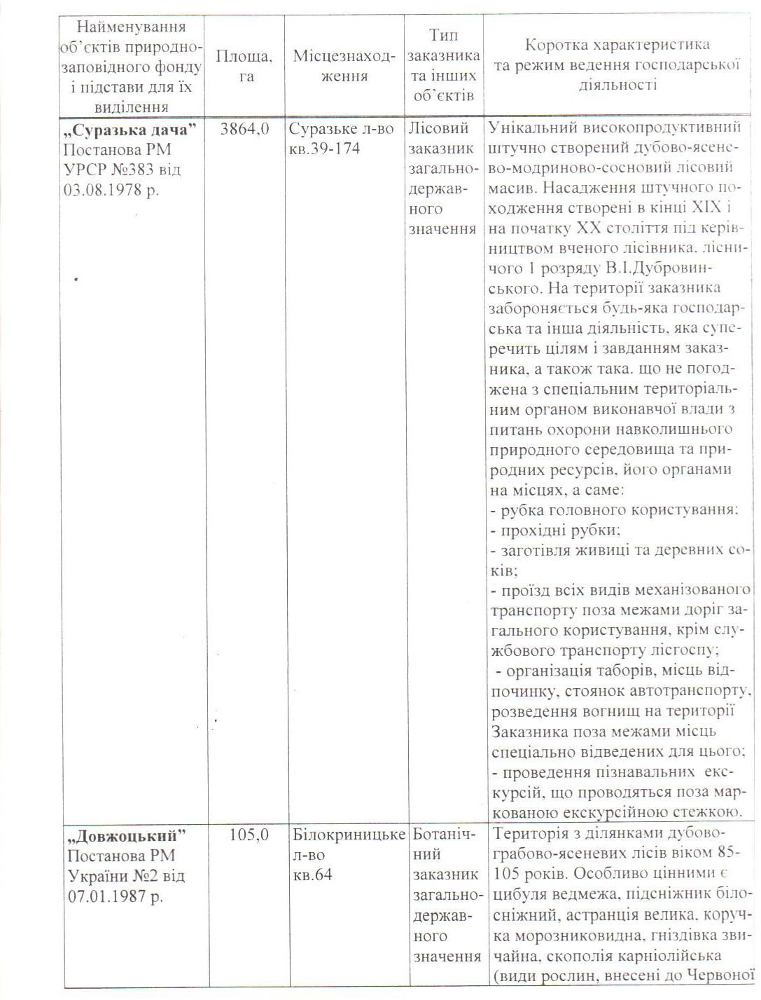 Найменування
об’єктів природно-
заповідного фонду
і підстави для їх
виділення
Площа,
га
Місцезнаход-
ження
Тип
заказника
та інших
об’єктів
Коротка характеристика
та режим ведення господарської
діяльності
„Суразька дача”
Постанова РМ
УРСР №383 від
03.08.1978 р.
3864,0
Суразьке л-во
кв.39-174
Лісовий
заказник
загально-
держав-
ного
значення
Унікальний високопродуктивний
штучно створений дубово-ясене-
во-модриново-сосновий лісовий
масив. Насадження штучного по-
ходження створені в кінці XIX і
на початку XX століття під керів-
ництвом вченого лісівника, лісни-
чого 1 розряду В.І.Дубровин-
ського. На території заказника
забороняється будь-яка господар-
ська та інша діяльність, яка супе-
речить цілям і завданням заказ-
ника, а також така. що не погод-
жена з спеціальним територіаль-
ним органом виконавчої влади з
питань охорони навколишнього
природного середовища та при-
родних ресурсів, його органами
на місцях, а саме:
- рубка головного користування:
- прохідні рубки;
- заготівля живиці та деревних со-
ків;
- проїзд всіх видів механізованого
транспорту поза межами доріг за-
гального користування, крім слу-
жбового транспорту лісгоспу;
- організація таборів, місць від-
починку, стоянок автотранспорту,
розведення вогнищ на території
Заказника поза межами місць
спеціально відведених для цього;
- проведення пізнавальних екс-
курсій, що проводяться поза мар-
кованою екскурсійною стежкою.
„Довжоцький”
Постанова РМ
України №2 від
07.01.1987 р.
105,0
Білокриницьке
л-во
кв.64
Ботаніч-
ний
заказник
загально-
держав-
ного
значення
Територія з ділянками дубово-
грабово-ясеневих лісів віком 85-
105 років. Особливо цінними є
цибуля ведмежа, підсніжник біло-
сніжний, астранція велика, коруч-
ка морозниковидна, гніздівка зви-
чайна, скополія карніолійська
(види рослин, внесені до Червоної